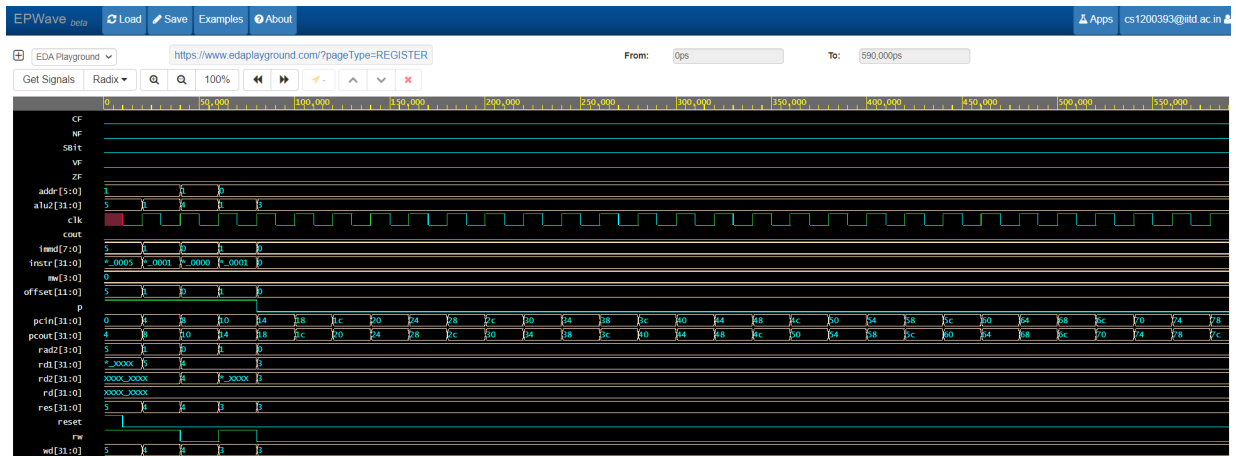 EPWave beta Load Save Examples About Apps cs1200393@iitd.ac.in
EDA Playground https://www.edaplayground.com/?pageType=REGISTER From: 0ps To: 590,000ps
Get Signals Radix 100%
0 50,000 100,000 150,000 200,000 250,000 300,000 350,000 400,000 450,000 500,000 550,000
CF
NF
SBit
VF
ZF
addr[5:0] 1 1 0
alu2[31:0] 5 1 4 1 3
clk
cout
immd[7:0] 5 1 0 1 0
instr[31:0] *_0005 *_0001 *_0000 *_0001 0
mw[3:0] 0
offset[11:0] 5 1 0 1 0
p
pcin[31:0] 0 4 8 10 14 18 1c 20 24 28 2c 30 34 38 3c 40 44 48 4c 50 54 58 5c 60 64 68 6c 70 74 78
pcout[31:0] 4 8 10 14 18 1c 20 24 28 2c 30 34 38 3c 40 44 48 4c 50 54 58 5c 60 64 68 6c 70 74 78 7c
rad2[3:0] 5 1 0 1 0
rd1[31:0] *_XXXX 5 4 3
rd2[31:0] XXXX_XXXX 4 *_XXXX 3
rd[31:0] XXXX_XXXX
res[31:0] 5 4 4 3 3
reset
rw
wd[31:0] 5 4 4 3 3